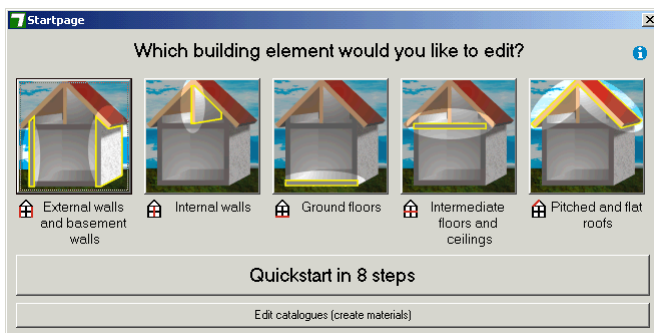 Startpage
Which building element would you like to edit?
External walls
and basement
walls
Internal walls
Ground floors
Intermediate
floors and
ceilings
Pitched and flat
roofs
Quickstart in 8 steps
Edit catalogues (create materials)